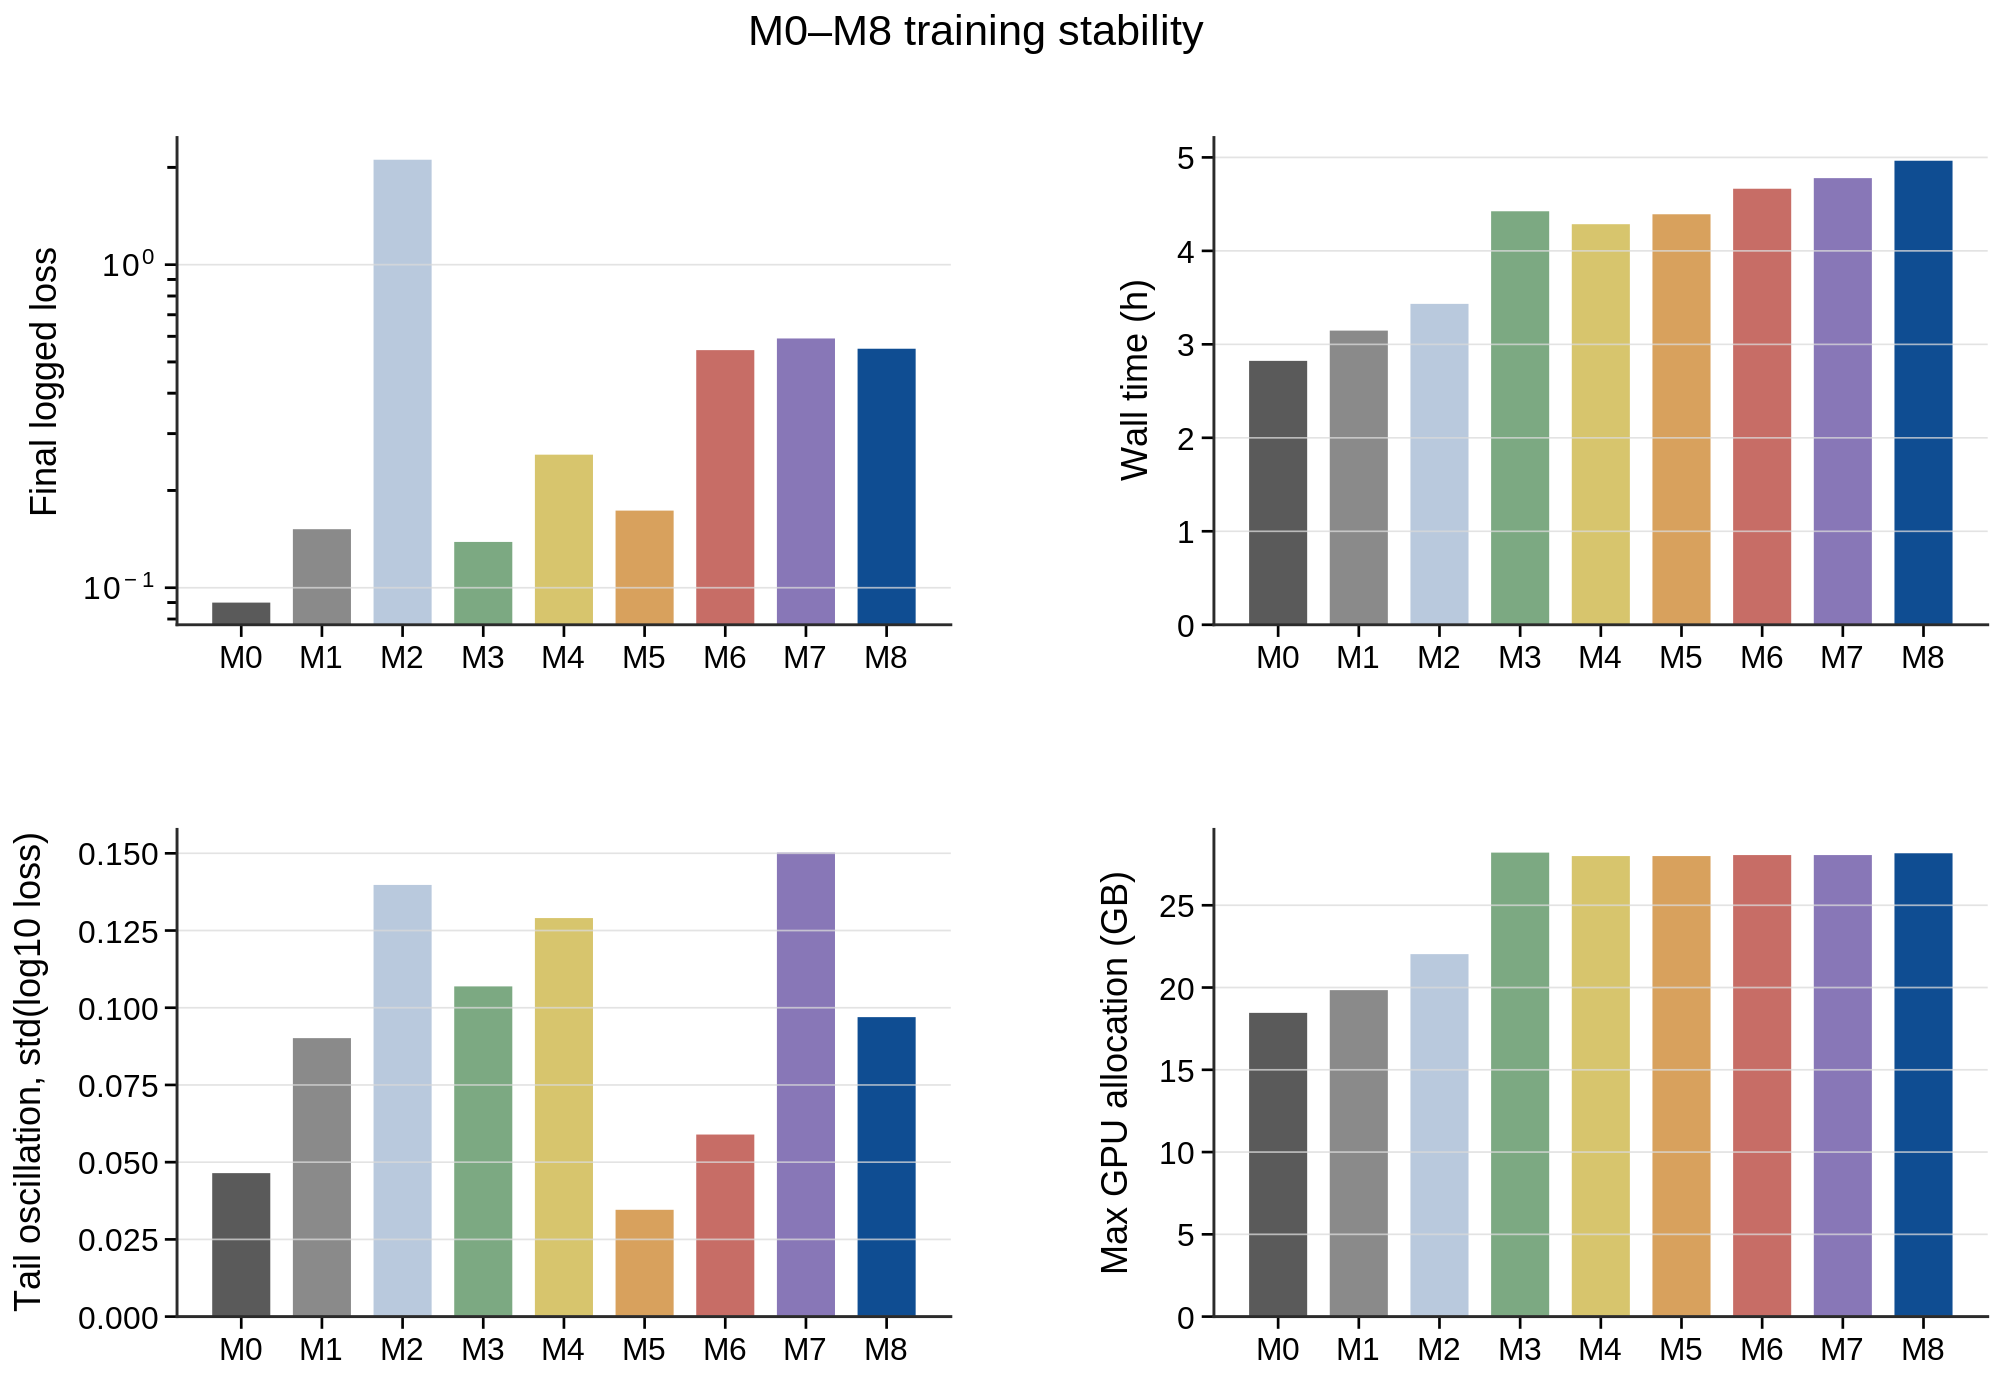 M0–M8 training stability
Final logged loss
10⁰
10⁻¹
M0 M1 M2 M3 M4 M5 M6 M7 M8
Wall time (h)
5
4
3
2
1
0
M0 M1 M2 M3 M4 M5 M6 M7 M8
Tail oscillation, std(log10 loss)
0.150
0.125
0.100
0.075
0.050
0.025
0.000
M0 M1 M2 M3 M4 M5 M6 M7 M8
Max GPU allocation (GB)
25
20
15
10
5
0
M0 M1 M2 M3 M4 M5 M6 M7 M8